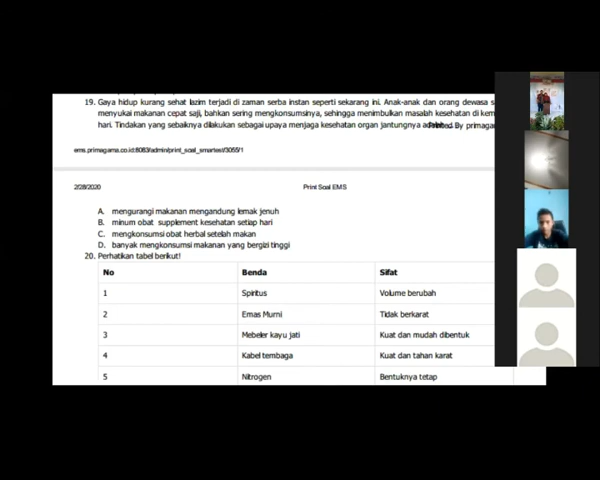 19. Gaya hidup kurang sehat lazim terjadi di zaman serba instan seperti sekarang ini. Anak-anak dan orang dewasa s
menyukai makanan cepat saji, bahkan sering mengkonsumsinya, sehingga menimbulkan masalah kesehatan di kem
hari. Tindakan yang sebaiknya dilakukan sebagai upaya menjaga kesehatan organ jantungnya By primaga
ems.primagama.co.id:8083/admin/print_soal_smartest/3055/1
2/28/2020 Print Soal EMS
A. mengurangi makanan mengandung lemak jenuh
B. minum obat supplement kesehatan setiap hari
C. mengkonsumsi obat herbal setelah makan
D. banyak mengkonsumsi makanan yang bergizi tinggi
20. Perhatikan tabel berikut!
No Benda Sifat
1 Spiritus Volume berubah
2 Emas Murni Tidak berkarat
3 Mebeler kayu jati Kuat dan mudah dibentuk
4 Kabel tembaga Kuat dan tahan karat
5 Nitrogen Bentuknya tetap